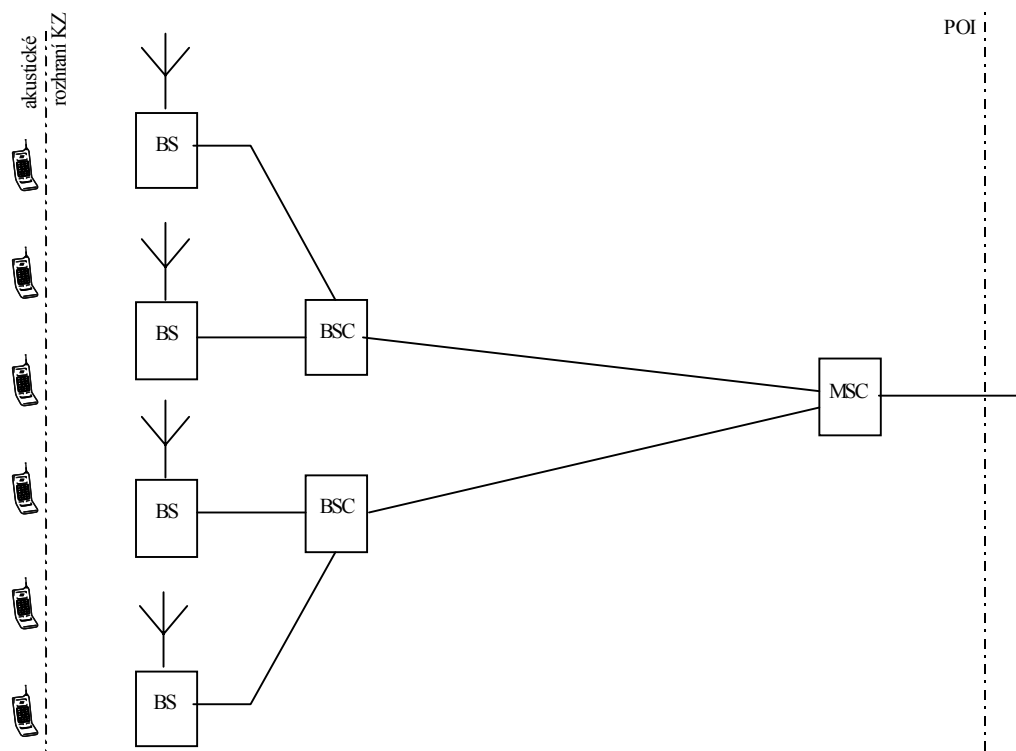 akustické
rozhraní KZ
POI
BS
BS
BSC
MSC
BS
BSC
BS